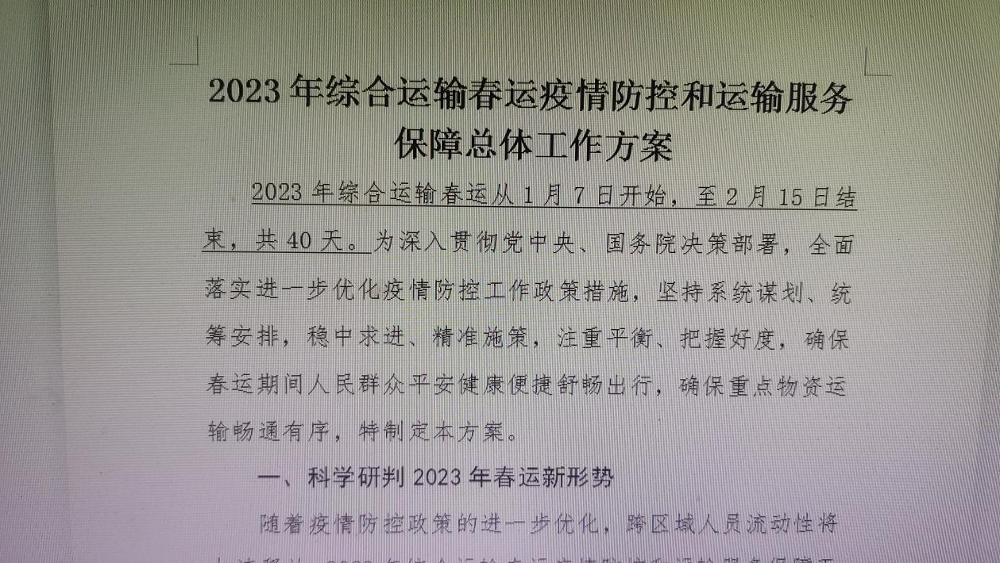 2023 年综合运输春运疫情防控和运输服务
保障总体工作方案
2023 年综合运输春运从 1 月 7 日开始，至 2 月 15 日结
束，共 40 天。为深入贯彻党中央、国务院决策部署，全面
落实进一步优化疫情防控工作政策措施，坚持系统谋划、统
筹安排，稳中求进、精准施策，注重平衡、把握好度，确保
春运期间人民群众平安健康便捷舒畅出行，确保重点物资运
输畅通有序，特制定本方案。
一、科学研判 2023 年春运新形势
随着疫情防控政策的进一步优化，跨区域人员流动性将